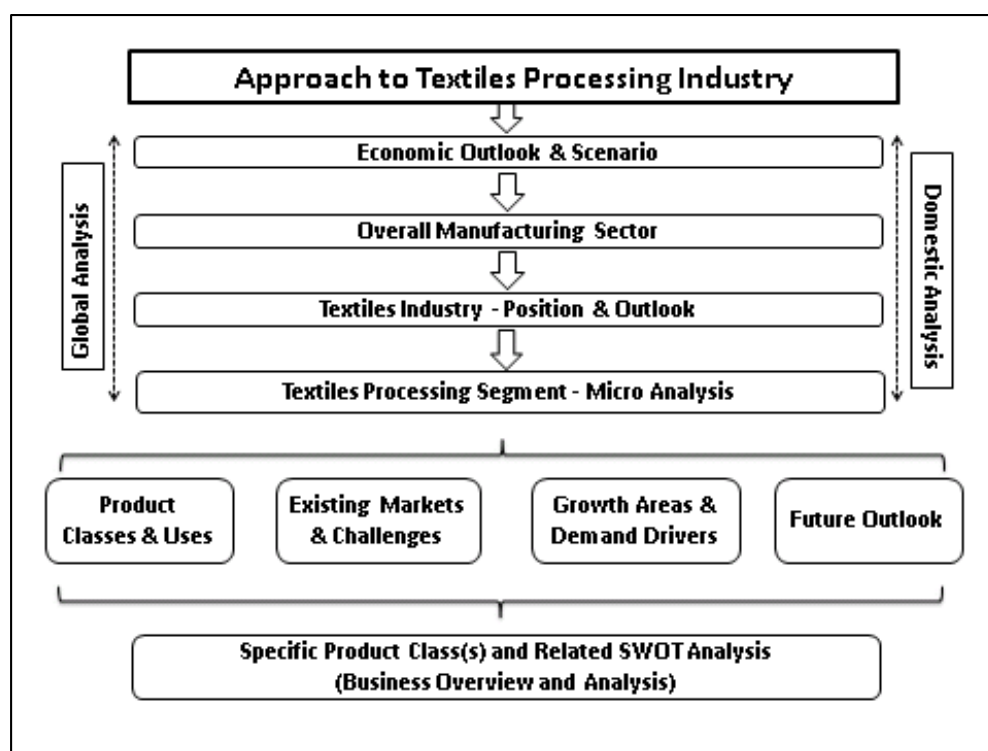 Approach to Textiles Processing Industry
Economic Outlook & Scenario
Overall Manufacturing Sector
Textiles Industry - Position & Outlook
Textiles Processing Segment - Micro Analysis
Global Analysis
Domestic Analysis
Product
Classes & Uses
Existing Markets
& Challenges
Growth Areas &
Demand Drivers
Future Outlook
Specific Product Class(s) and Related SWOT Analysis
(Business Overview and Analysis)